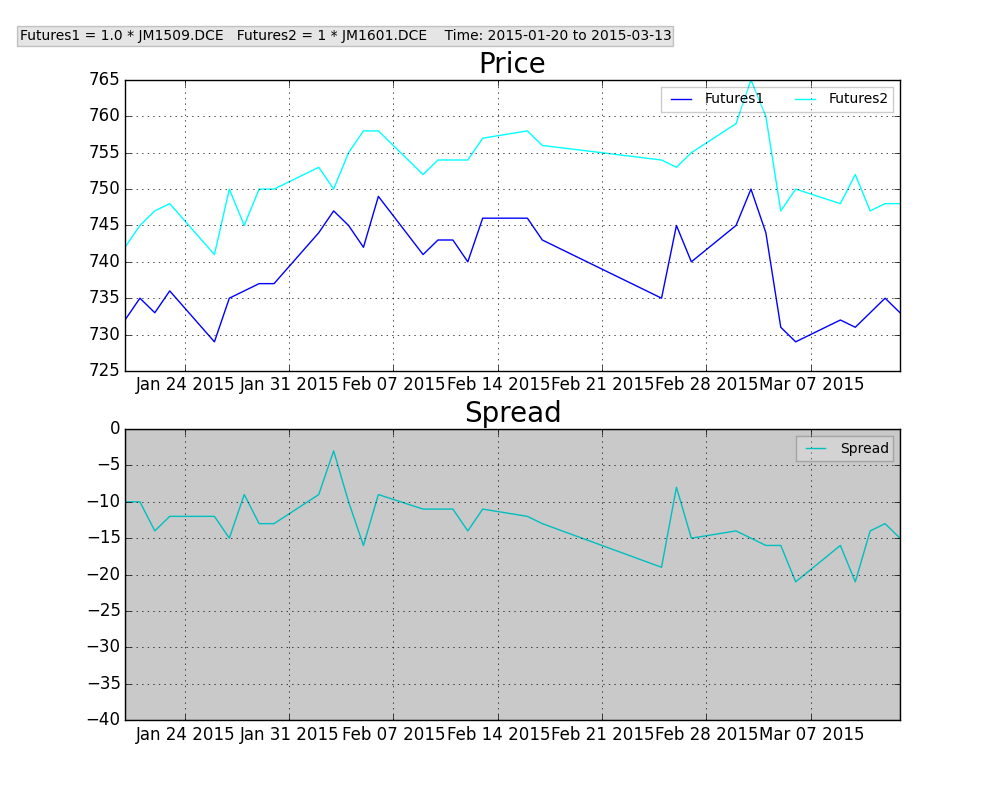 Futures1 = 1.0 * JM1509.DCE   Futures2 = 1 * JM1601.DCE    Time: 2015-01-20 to 2015-03-13
Price
Futures1 Futures2
765
760
755
750
745
740
735
730
725
Jan 24 2015 Jan 31 2015 Feb 07 2015 Feb 14 2015 Feb 21 2015 Feb 28 2015 Mar 07 2015
Spread
Spread
0
−5
−10
−15
−20
−25
−30
−35
−40
Jan 24 2015 Jan 31 2015 Feb 07 2015 Feb 14 2015 Feb 21 2015 Feb 28 2015 Mar 07 2015